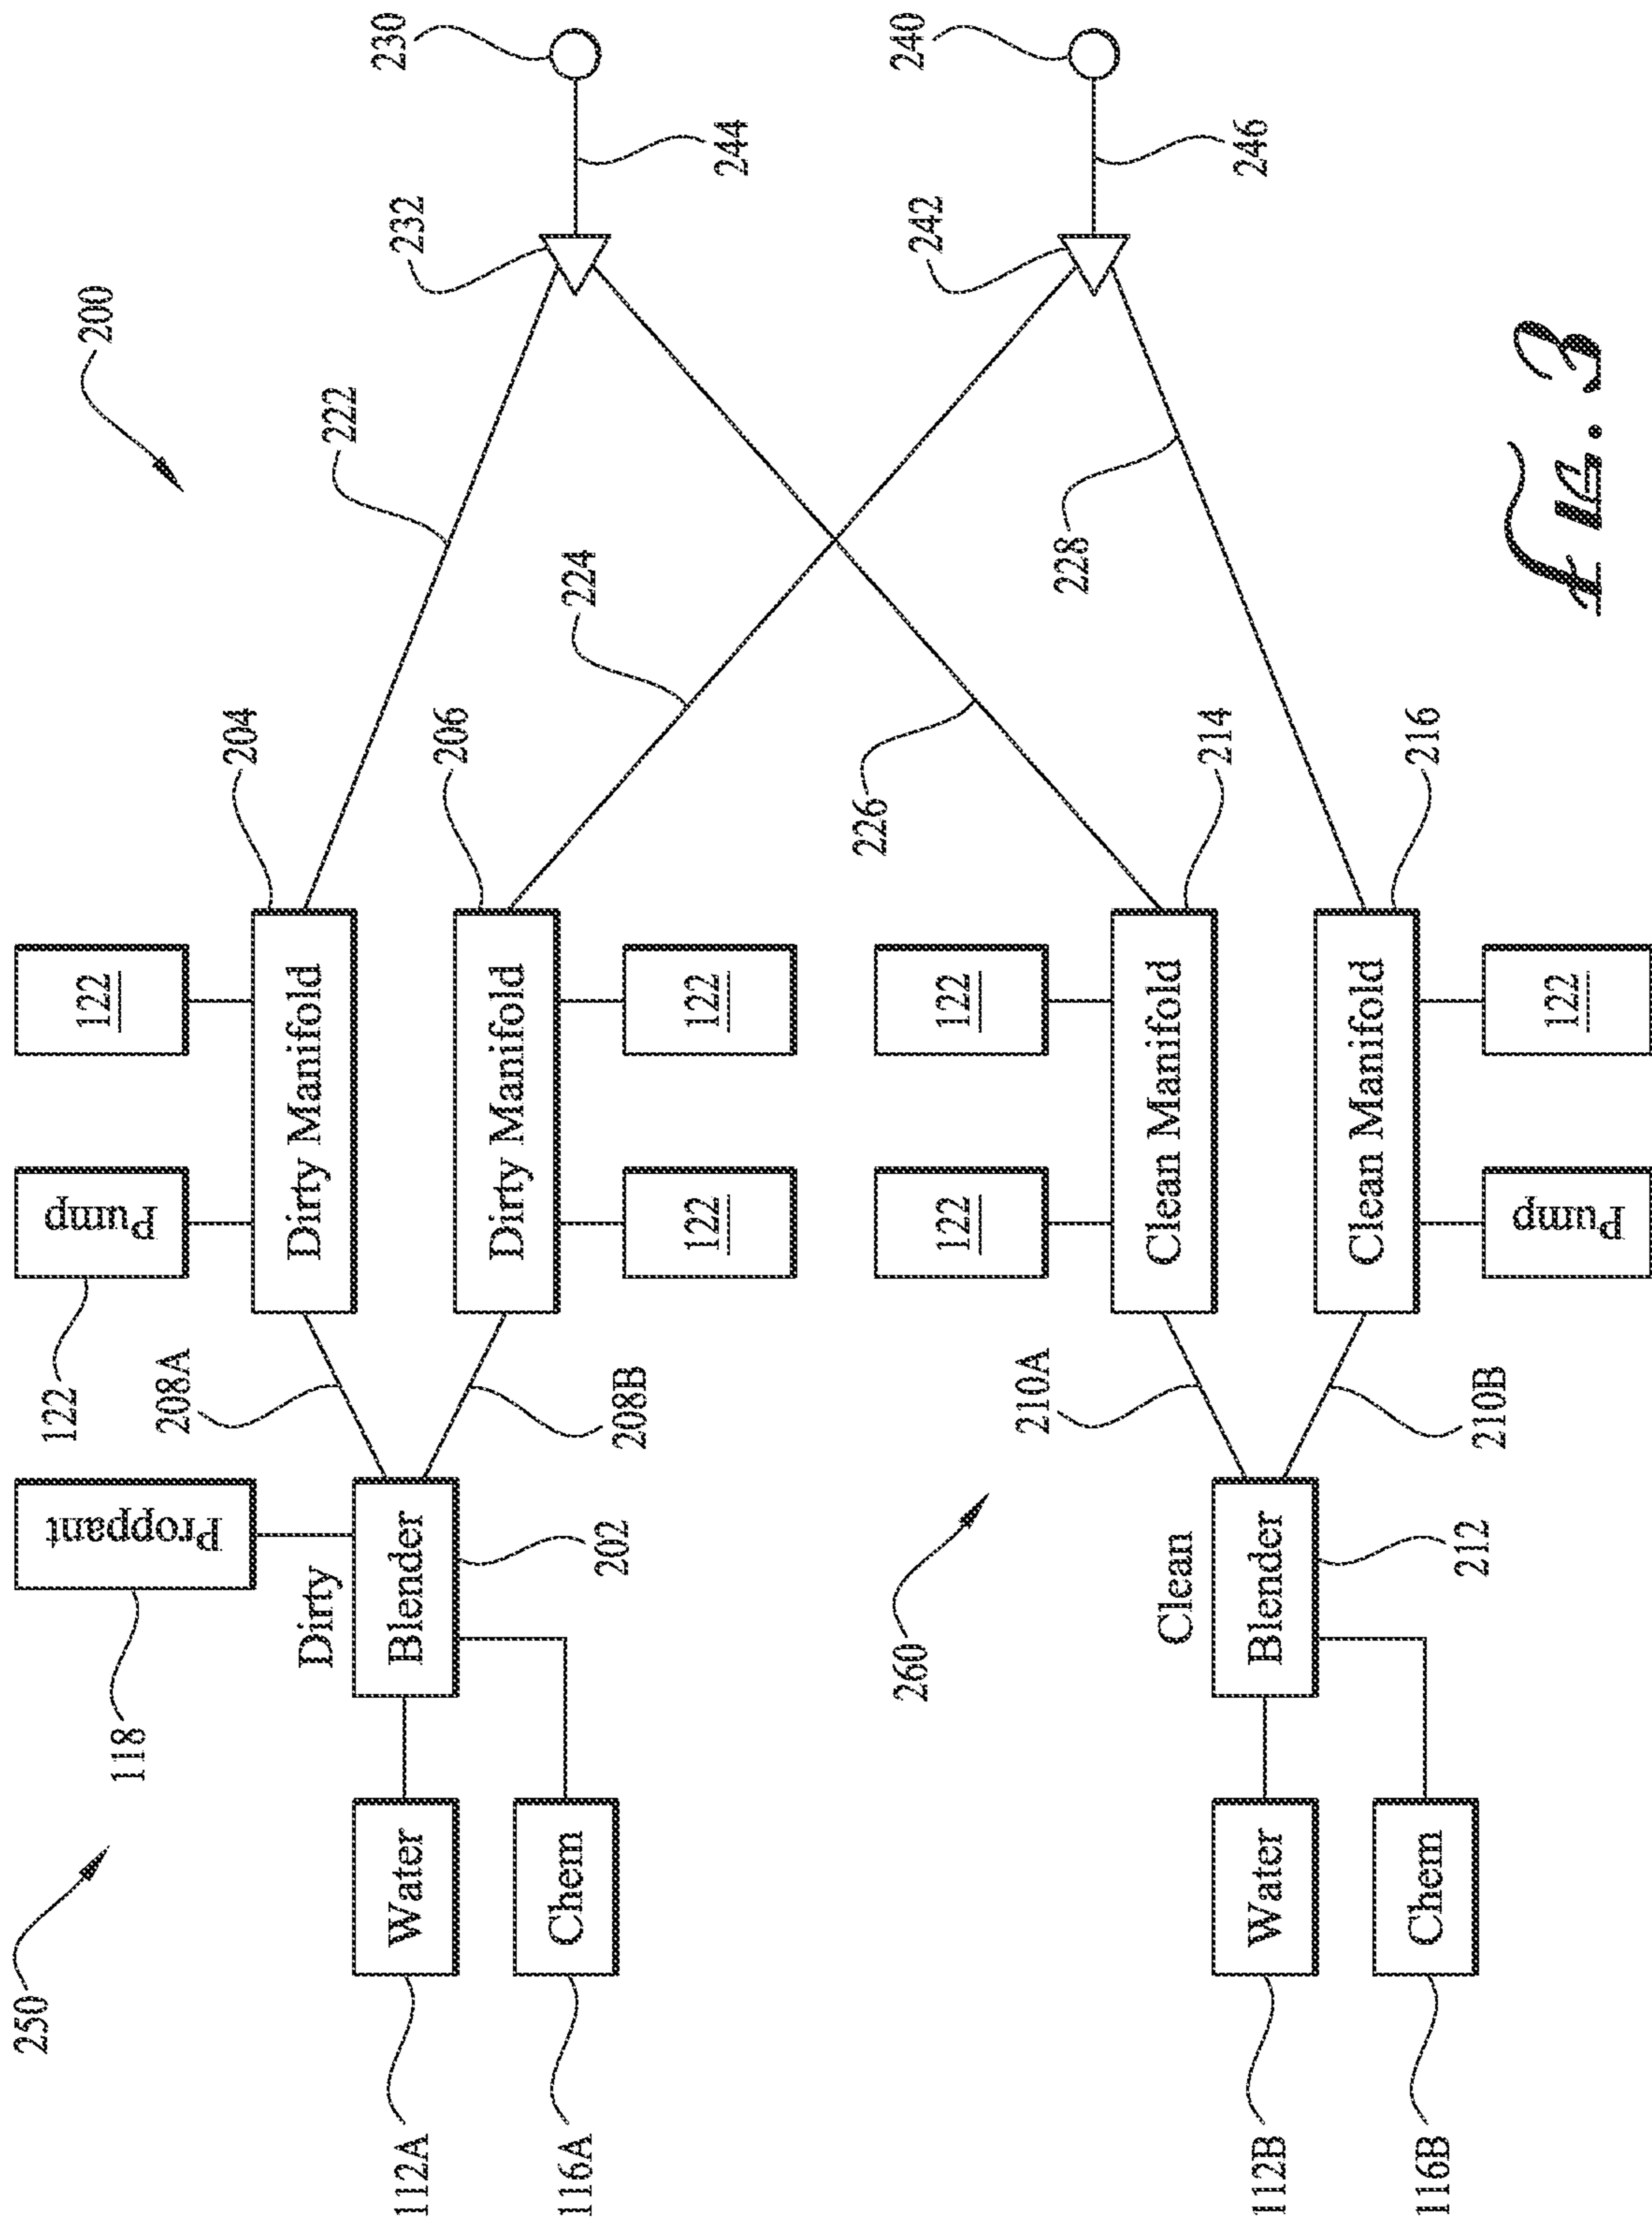 250
118
Proppant
122
Pump
122
200
112A
Water
Dirty
Blender
208A
Dirty Manifold
204
222
232
230
244
116A
Chem
202
208B
Dirty Manifold
206
224
122
122
260
210A
122
122
226
242
240
246
112B
Water
Clean
Blender
Clean Manifold
214
228
116B
Chem
212
210B
Clean Manifold
216
Pump
122
FIG. 3